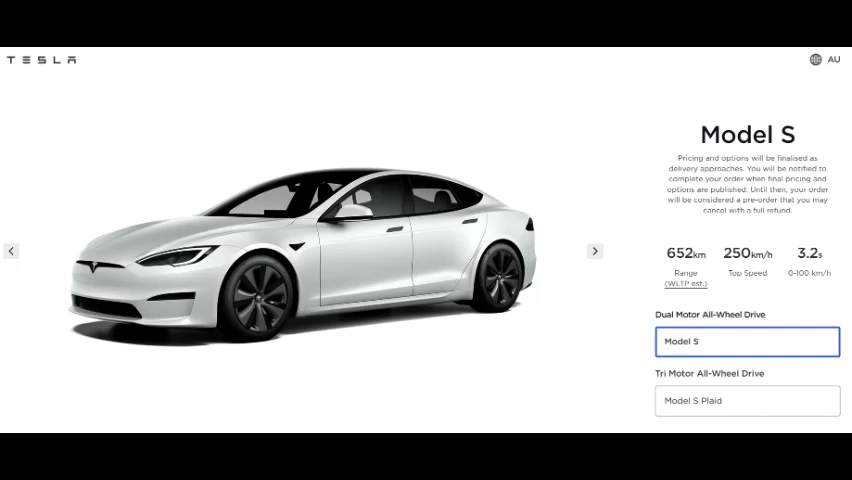 TESLA
AU
Model S
Pricing and options will be finalised as
delivery approaches. You will be notified to
complete your order when final pricing and
options are published. Until then, your order
will be considered a pre-order that you may
cancel with a full refund.
652km 250km/h 3.2s
Range Top Speed 0-100 km/h
(WLTP est.)
Dual Motor All-Wheel Drive
Model S
Tri Motor All-Wheel Drive
Model S Plaid